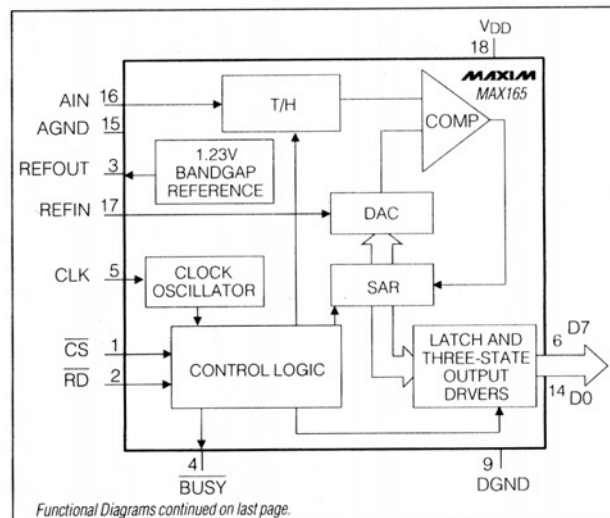 VDD
18
MAXIM
MAX165
AIN 16
AGND 15
REFOUT 3
REFIN 17
CLK 5
CS 1
RD 2
T/H
COMP
1.23V
BANDGAP
REFERENCE
DAC
CLOCK
OSCILLATOR
SAR
CONTROL LOGIC
LATCH AND
THREE-STATE
OUTPUT
DRVERS
6 D7
14 D0
4
BUSY
9
DGND
Functional Diagrams continued on last page.